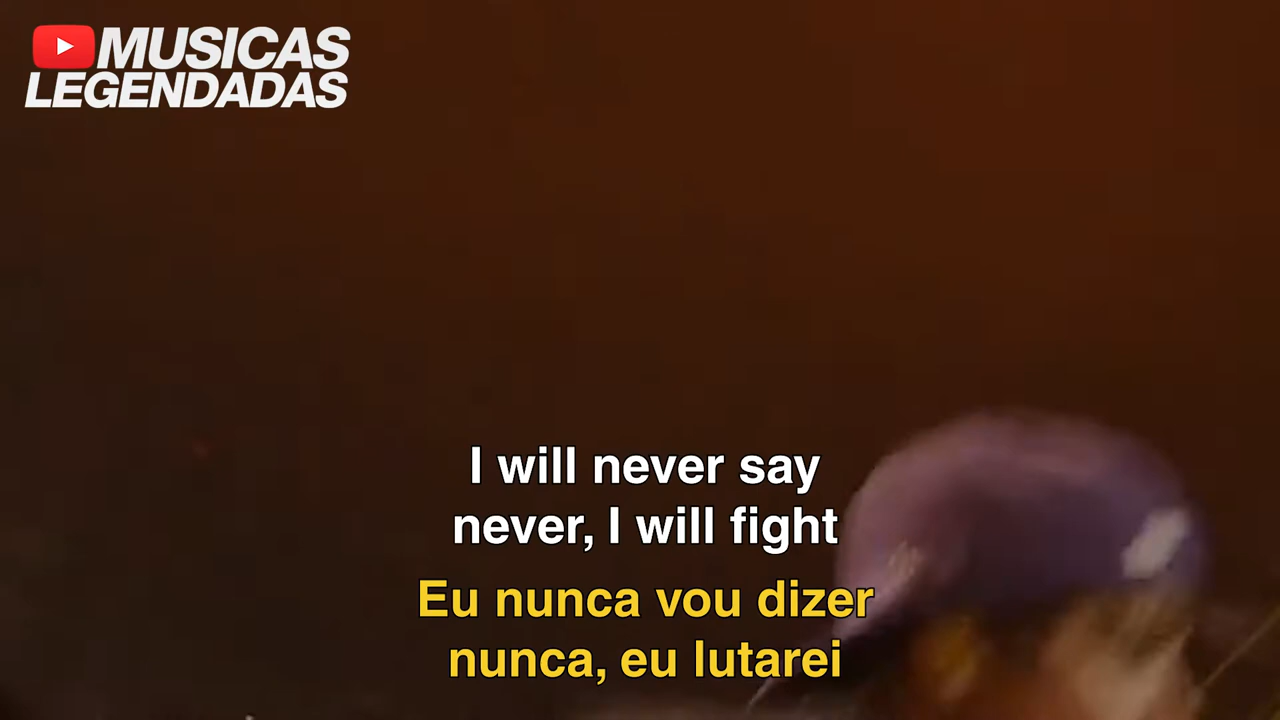 MUSICAS
LEGENDADAS
I will never say
never, I will fight
Eu nunca vou dizer
nunca, eu lutarei